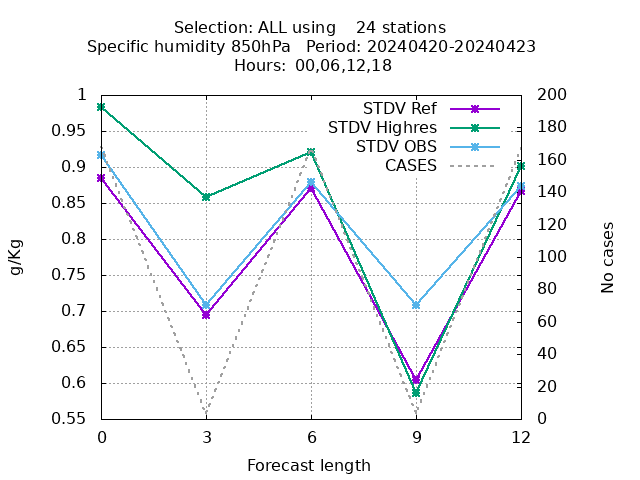 Selection: ALL using    24 stations
Specific humidity 850hPa   Period: 20240420-20240423
Hours:  00,06,12,18
STDV Ref
STDV Highres
STDV OBS
CASES
1
0.95
0.9
0.85
0.8
0.75
0.7
0.65
0.6
0.55
g/Kg
200
180
160
140
120
100
80
60
40
20
0
No cases
0 3 6 9 12
Forecast length